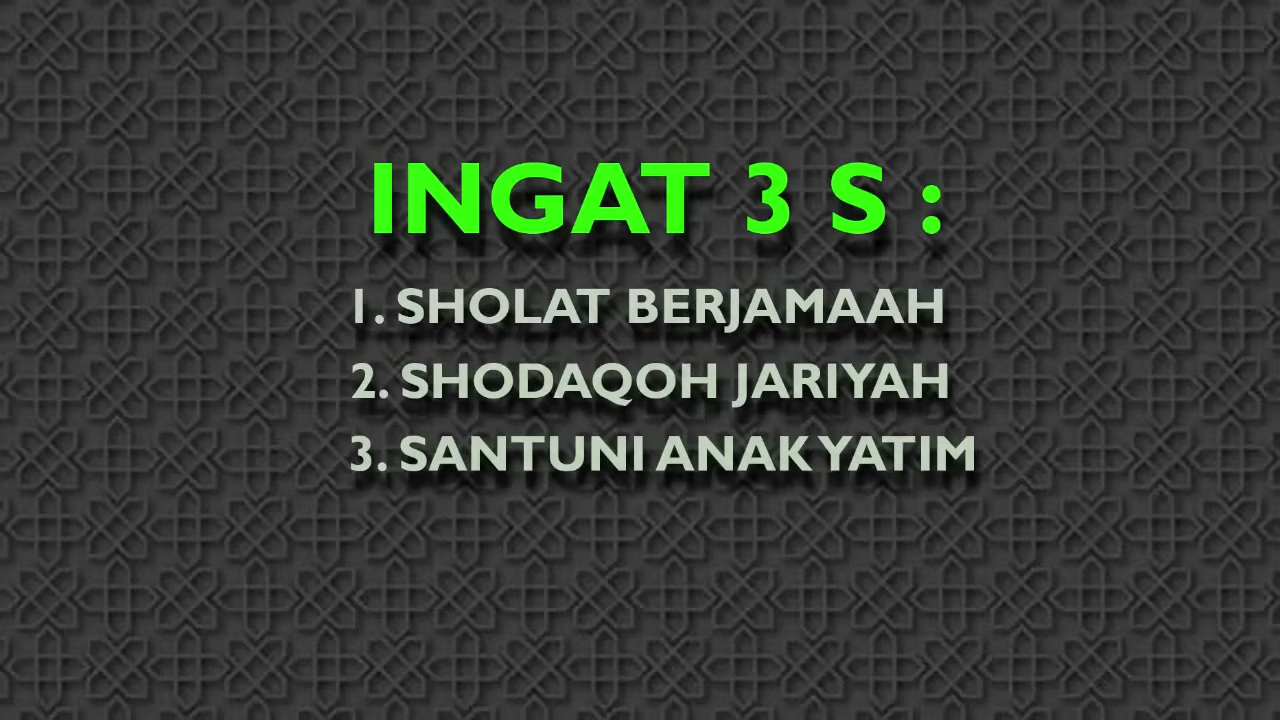 INGAT 3 S :
1. SHOLAT BERJAMAAH
2. SHODAQOH JARIYAH
3. SANTUNI ANAK YATIM